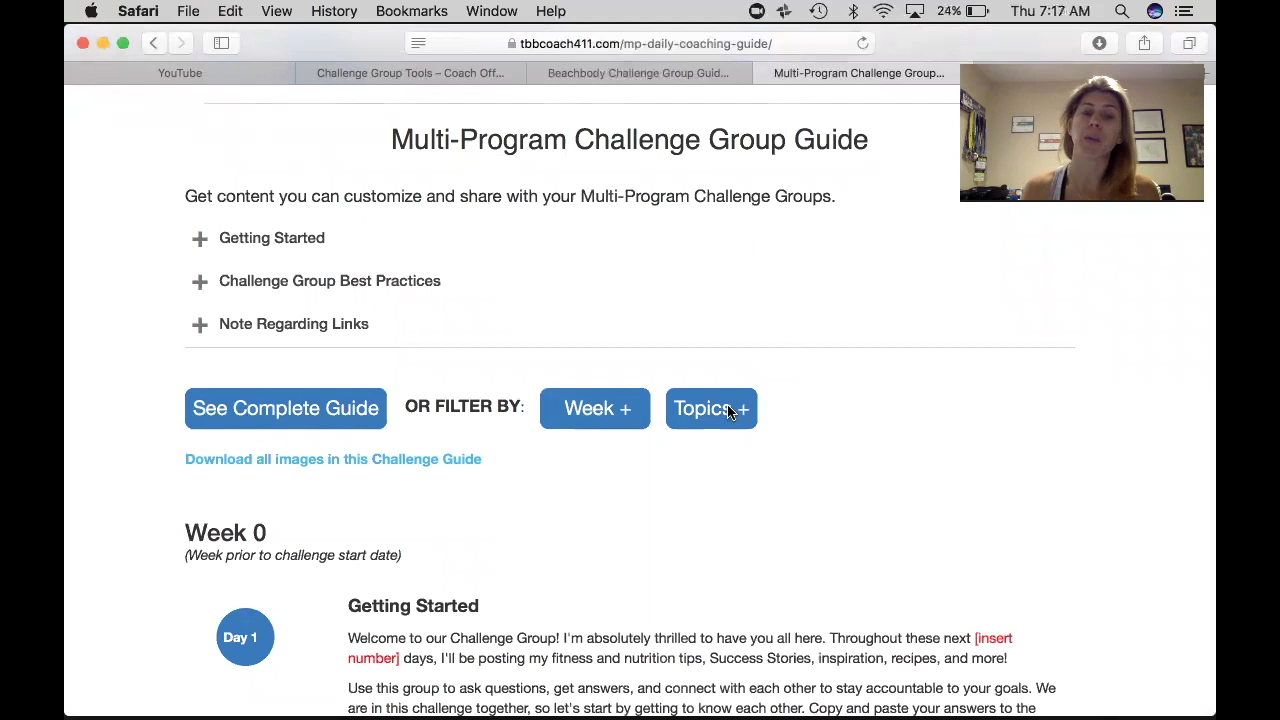 Safari File Edit View History Bookmarks Window Help 24% Thu 7:17 AM
tbbcoach411.com/mp-daily-coaching-guide/
YouTube Challenge Group Tools – Coach Off... Beachbody Challenge Group Guid... Multi-Program Challenge Group...
Multi-Program Challenge Group Guide
Get content you can customize and share with your Multi-Program Challenge Groups.
Getting Started
Challenge Group Best Practices
Note Regarding Links
See Complete Guide OR FILTER BY: Week + Topics +
Download all images in this Challenge Guide
Week 0
(Week prior to challenge start date)
Getting Started
Day 1
Welcome to our Challenge Group! I'm absolutely thrilled to have you all here. Throughout these next [insert
number] days, I'll be posting my fitness and nutrition tips, Success Stories, inspiration, recipes, and more!
Use this group to ask questions, get answers, and connect with each other to stay accountable to your goals. We
are in this challenge together, so let's start by getting to know each other. Copy and paste your answers to the